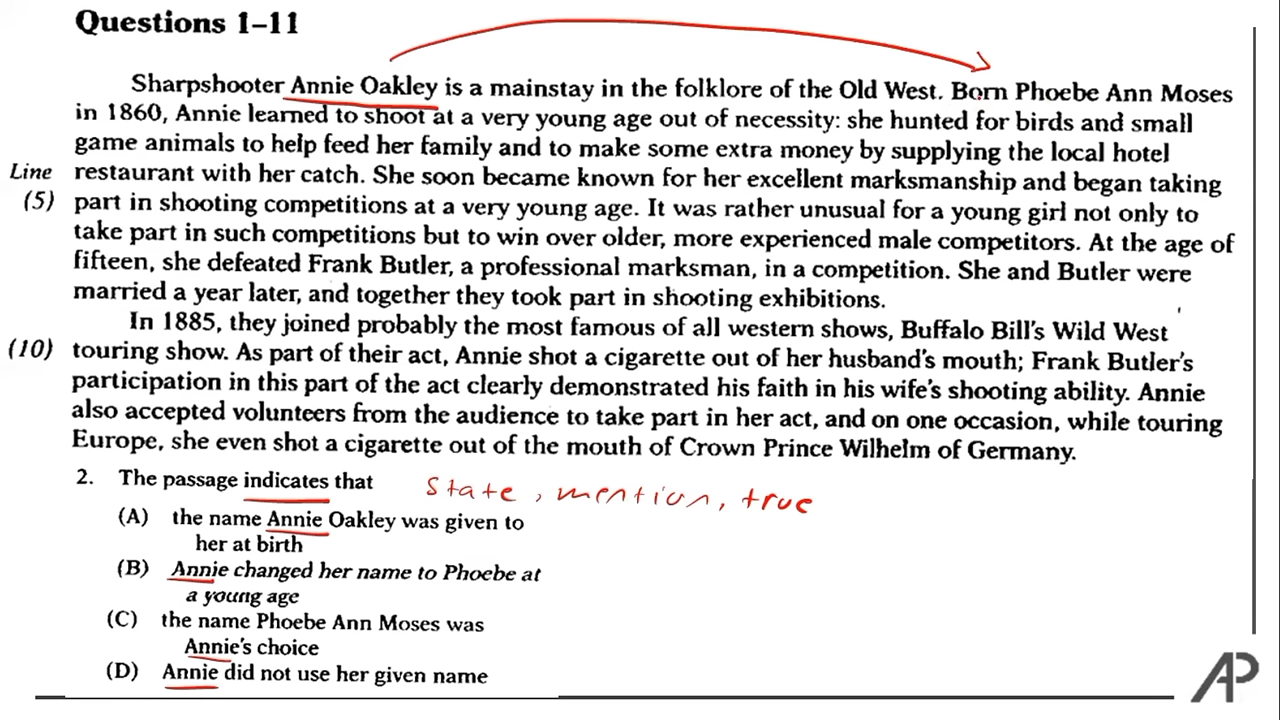 Questions 1–11
Sharpshooter Annie Oakley is a mainstay in the folklore of the Old West. Born Phoebe Ann Moses
in 1860, Annie learned to shoot at a very young age out of necessity: she hunted for birds and small
game animals to help feed her family and to make some extra money by supplying the local hotel
Line restaurant with her catch. She soon became known for her excellent marksmanship and began taking
(5) part in shooting competitions at a very young age. It was rather unusual for a young girl not only to
take part in such competitions but to win over older, more experienced male competitors. At the age of
fifteen, she defeated Frank Butler, a professional marksman, in a competition. She and Butler were
married a year later, and together they took part in shooting exhibitions.
In 1885, they joined probably the most famous of all western shows, Buffalo Bill's Wild West
(10) touring show. As part of their act, Annie shot a cigarette out of her husband's mouth; Frank Butler's
participation in this part of the act clearly demonstrated his faith in his wife's shooting ability. Annie
also accepted volunteers from the audience to take part in her act, and on one occasion, while touring
Europe, she even shot a cigarette out of the mouth of Crown Prince Wilhelm of Germany.
2. The passage indicates that state, mention, true
(A) the name Annie Oakley was given to
her at birth
(B) Annie changed her name to Phoebe at
a young age
(C) the name Phoebe Ann Moses was
Annie's choice
(D) Annie did not use her given name
AP